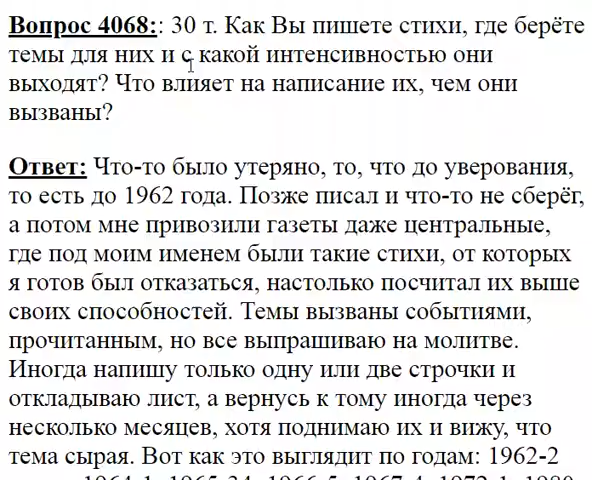 Вопрос 4068:: 30 т. Как Вы пишете стихи, где берёте
темы для них и с какой интенсивностью они
выходят? Что влияет на написание их, чем они
вызваны?
Ответ: Что-то было утеряно, то, что до уверования,
то есть до 1962 года. Позже писал и что-то не сберёг,
а потом мне привозили газеты даже центральные,
где под моим именем были такие стихи, от которых
я готов был отказаться, настолько посчитал их выше
своих способностей. Темы вызваны событиями,
прочитанным, но все выпрашиваю на молитве.
Иногда напишу только одну или две строчки и
откладываю лист, а вернусь к тому иногда через
несколько месяцев, хотя поднимаю их и вижу, что
тема сырая. Вот как это выглядит по годам: 1962-2